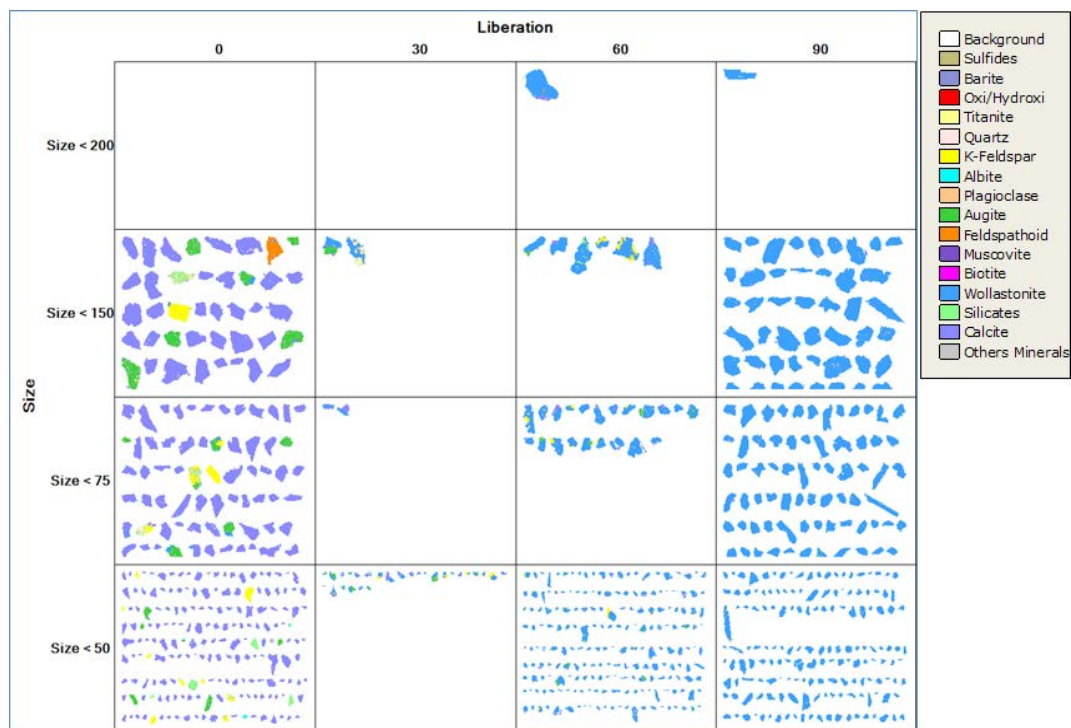 Liberation
0 30 60 90
Size
Size < 200
Size < 150
Size < 75
Size < 50
Background
Sulfides
Barite
Oxi/Hydroxi
Titanite
Quartz
K-Feldspar
Albite
Plagioclase
Augite
Feldspathoid
Muscovite
Biotite
Wollastonite
Silicates
Calcite
Others Minerals